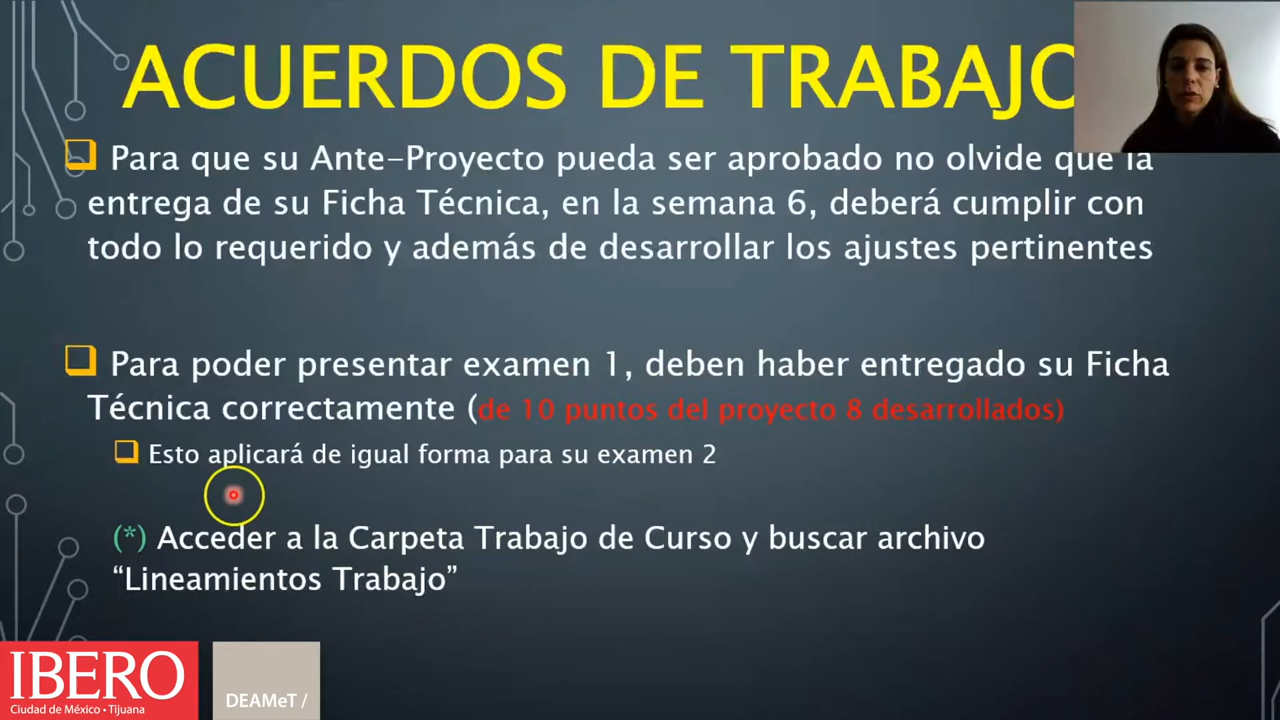 ACUERDOS DE TRABAJO
Para que su Ante-Proyecto pueda ser aprobado no olvide que la
entrega de su Ficha Técnica, en la semana 6, deberá cumplir con
todo lo requerido y además de desarrollar los ajustes pertinentes
Para poder presentar examen 1, deben haber entregado su Ficha
Técnica correctamente (de 10 puntos del proyecto 8 desarrollados)
Esto aplicará de igual forma para su examen 2
(*) Acceder a la Carpeta Trabajo de Curso y buscar archivo
“Lineamientos Trabajo”
IBERO
Ciudad de México • Tijuana
DEAMeT /